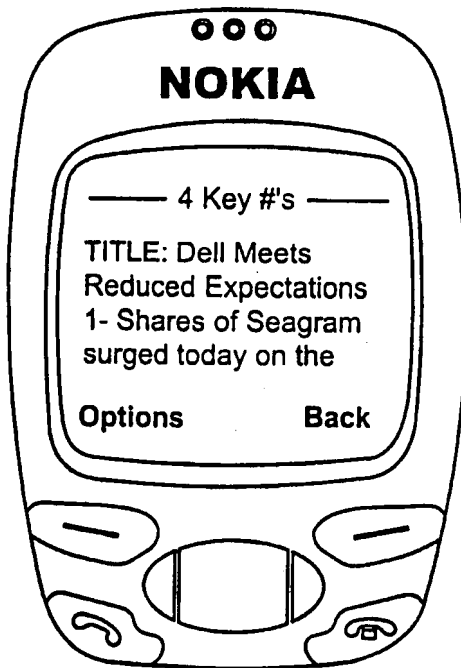 NOKIA
4 Key #'s
TITLE: Dell Meets
Reduced Expectations
1- Shares of Seagram
surged today on the
Options Back